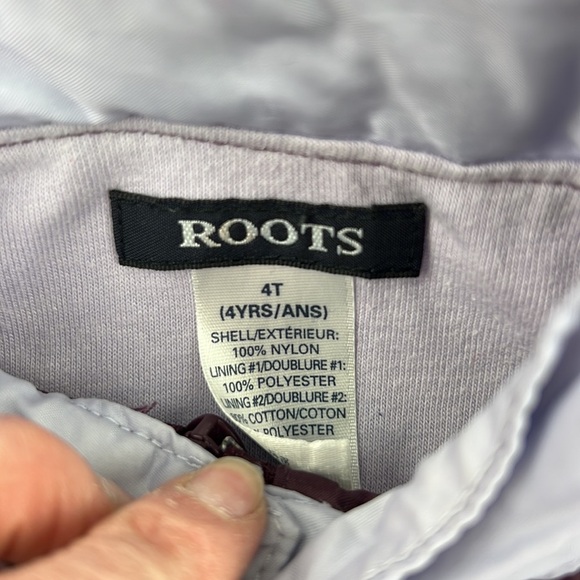 ROOTS
4T
(4YRS/ANS)
SHELL/EXTÉRIEUR:
100% NYLON
LINING #1/DOUBLURE #1:
100% POLYESTER
LINING #2/DOUBLURE #2:
COTTON/COTON
POLYESTER